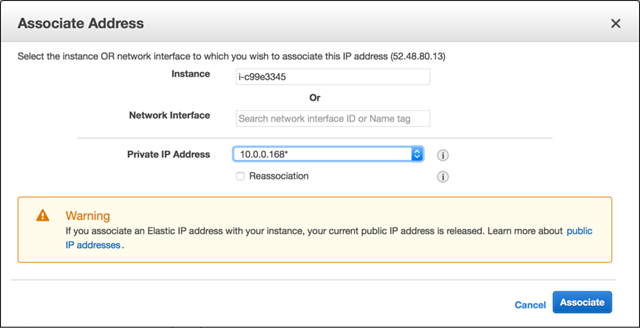 Associate Address
Select the instance OR network interface to which you wish to associate this IP address (52.48.80.13)
Instance i-c99e3345
Or
Network Interface Search network interface ID or Name tag
Private IP Address 10.0.0.168*
Reassociation
Warning
If you associate an Elastic IP address with your instance, your current public IP address is released. Learn more about public
IP addresses.
Cancel Associate